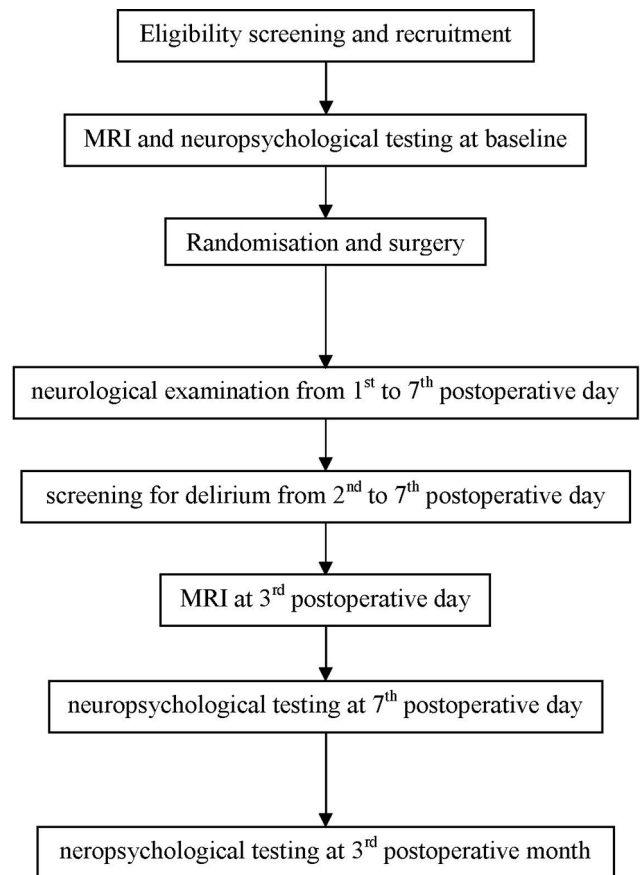 Eligibility screening and recruitment
MRI and neuropsychological testing at baseline
Randomisation and surgery
neurological examination from 1st to 7th postoperative day
screening for delirium from 2nd to 7th postoperative day
MRI at 3rd postoperative day
neuropsychological testing at 7th postoperative day
neropsychological testing at 3rd postoperative month